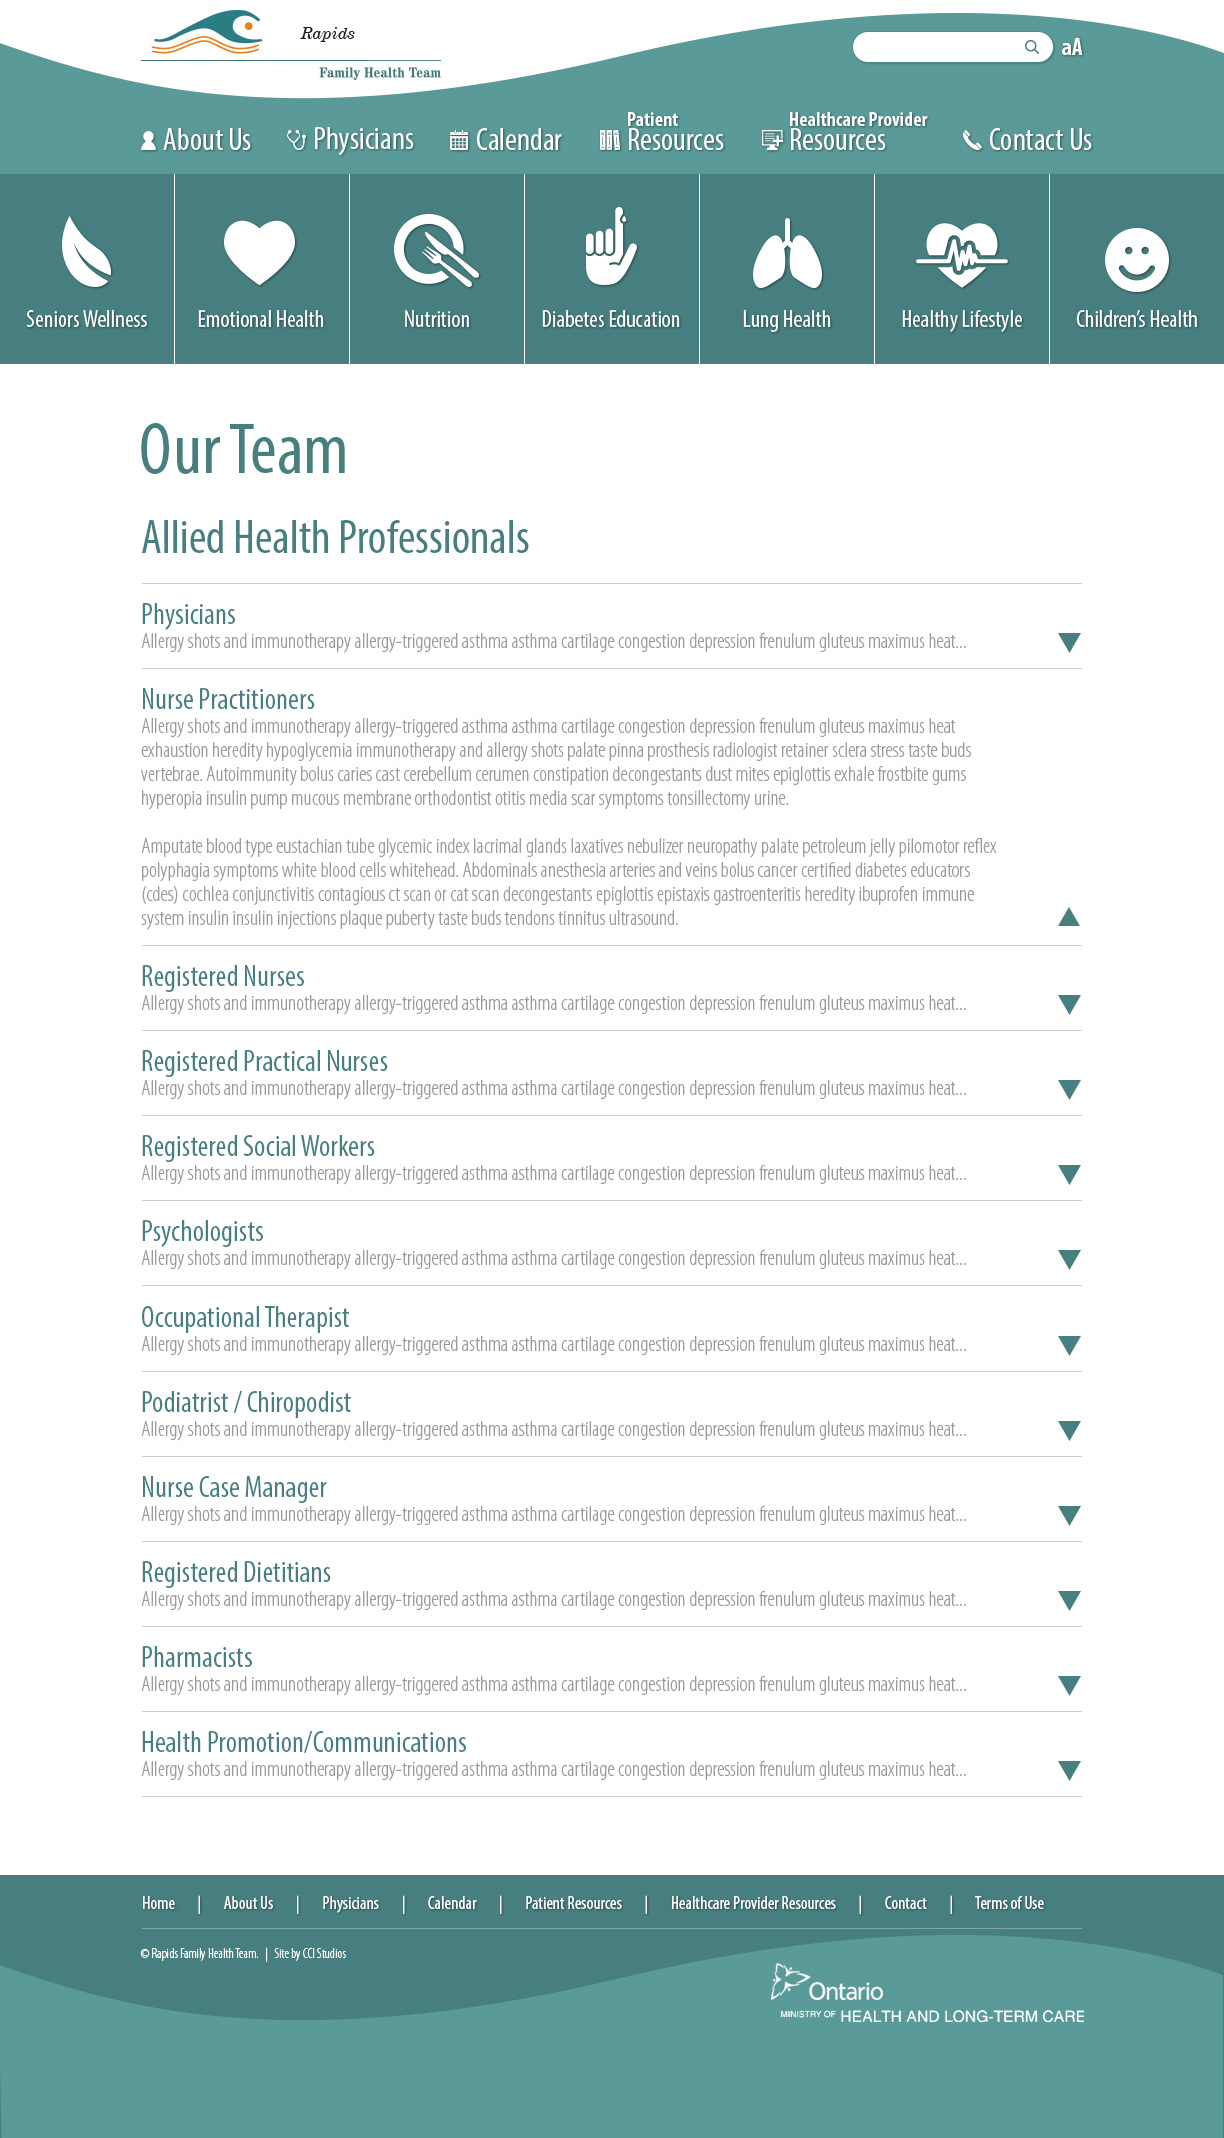 Rapids
Family Health Team
aA
About Us
Physicians
Calendar
Patient
Resources
Healthcare Provider
Resources
Contact Us
Seniors Wellness
Emotional Health
Nutrition
Diabetes Education
Lung Health
Healthy Lifestyle
Children's Health
Our Team
Allied Health Professionals
Physicians
Allergy shots and immunotherapy allergy-triggered asthma asthma cartilage congestion depression frenulum gluteus maximus heat...
Nurse Practitioners
Allergy shots and immunotherapy allergy-triggered asthma asthma cartilage congestion depression frenulum gluteus maximus heat
exhaustion heredity hypoglycemia immunotherapy and allergy shots palate pinna prosthesis radiologist retainer sclera stress taste buds
vertebrae. Autoimmunity bolus caries cast cerebellum cerumen constipation decongestants dust mites epiglottis exhale frostbite gums
hyperopia insulin pump mucous membrane orthodontist otitis media scar symptoms tonsillectomy urine.
Amputate blood type eustachian tube glycemic index lacrimal glands laxatives nebulizer neuropathy palate petroleum jelly pilomotor reflex
polyphagia symptoms white blood cells whitehead. Abdominals anesthesia arteries and veins bolus cancer certified diabetes educators
(cdes) cochlea conjunctivitis contagious ct scan or cat scan decongestants epiglottis epistaxis gastroenteritis heredity ibuprofen immune
system insulin insulin injections plaque puberty taste buds tendons tinnitus ultrasound.
Registered Nurses
Allergy shots and immunotherapy allergy-triggered asthma asthma cartilage congestion depression frenulum gluteus maximus heat...
Registered Practical Nurses
Allergy shots and immunotherapy allergy-triggered asthma asthma cartilage congestion depression frenulum gluteus maximus heat...
Registered Social Workers
Allergy shots and immunotherapy allergy-triggered asthma asthma cartilage congestion depression frenulum gluteus maximus heat...
Psychologists
Allergy shots and immunotherapy allergy-triggered asthma asthma cartilage congestion depression frenulum gluteus maximus heat...
Occupational Therapist
Allergy shots and immunotherapy allergy-triggered asthma asthma cartilage congestion depression frenulum gluteus maximus heat...
Podiatrist / Chiropodist
Allergy shots and immunotherapy allergy-triggered asthma asthma cartilage congestion depression frenulum gluteus maximus heat...
Nurse Case Manager
Allergy shots and immunotherapy allergy-triggered asthma asthma cartilage congestion depression frenulum gluteus maximus heat...
Registered Dietitians
Allergy shots and immunotherapy allergy-triggered asthma asthma cartilage congestion depression frenulum gluteus maximus heat...
Pharmacists
Allergy shots and immunotherapy allergy-triggered asthma asthma cartilage congestion depression frenulum gluteus maximus heat...
Health Promotion/Communications
Allergy shots and immunotherapy allergy-triggered asthma asthma cartilage congestion depression frenulum gluteus maximus heat...
Home | About Us | Physicians | Calendar | Patient Resources | Healthcare Provider Resources | Contact | Terms of Use
© Rapids Family Health Team. | Site by CCI Studios
Ontario
MINISTRY OF HEALTH AND LONG-TERM CARE